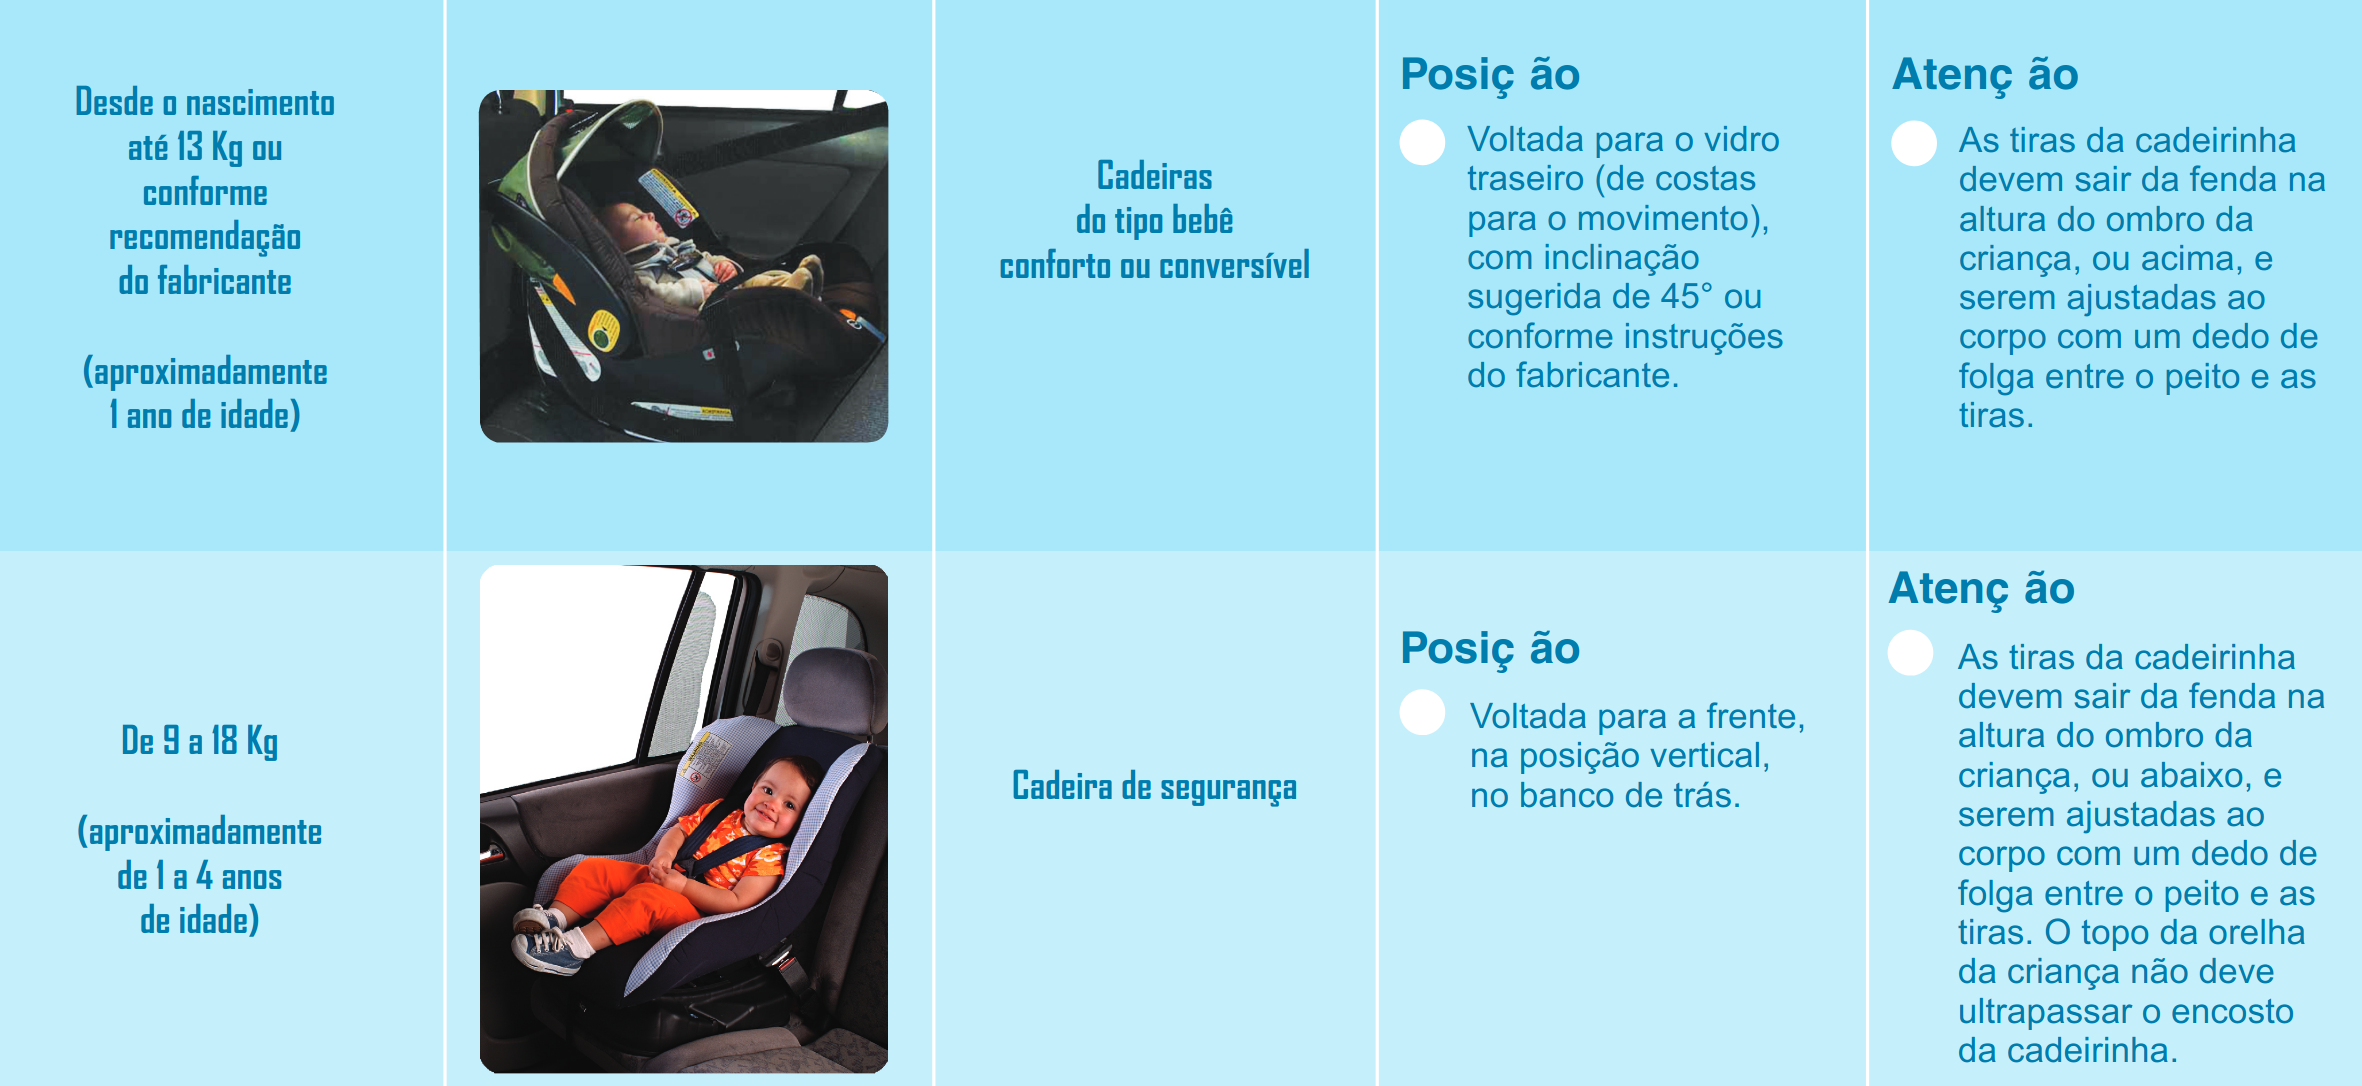 Desde o nascimento
até 13 Kg ou
conforme
recomendação
do fabricante
(aproximadamente
1 ano de idade)
Cadeiras
do tipo bebê
conforto ou conversível
Posiç ão
Voltada para o vidro
traseiro (de costas
para o movimento),
com inclinação
sugerida de 45° ou
conforme instruções
do fabricante.
Atenç ão
As tiras da cadeirinha
devem sair da fenda na
altura do ombro da
criança, ou acima, e
serem ajustadas ao
corpo com um dedo de
folga entre o peito e as
tiras.
De 9 a 18 Kg
(aproximadamente
de 1 a 4 anos
de idade)
Cadeira de segurança
Posiç ão
Voltada para a frente,
na posição vertical,
no banco de trás.
Atenç ão
As tiras da cadeirinha
devem sair da fenda na
altura do ombro da
criança, ou abaixo, e
serem ajustadas ao
corpo com um dedo de
folga entre o peito e as
tiras. O topo da orelha
da criança não deve
ultrapassar o encosto
da cadeirinha.